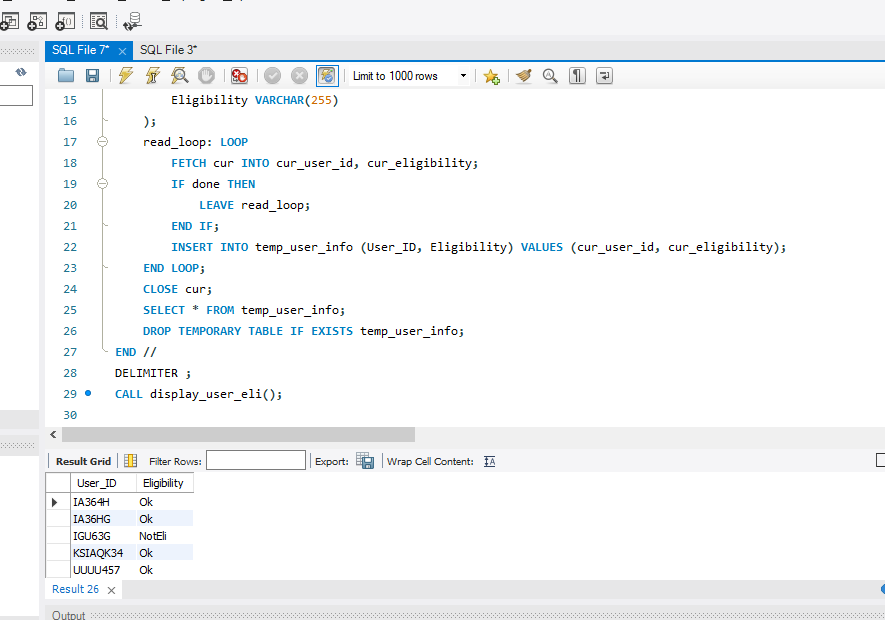 SQL File 7* SQL File 3*
Limit to 1000 rows
15 Eligibility VARCHAR(255)
16 );
17 read_loop: LOOP
18 FETCH cur INTO cur_user_id, cur_eligibility;
19 IF done THEN
20 LEAVE read_loop;
21 END IF;
22 INSERT INTO temp_user_info (User_ID, Eligibility) VALUES (cur_user_id, cur_eligibility);
23 END LOOP;
24 CLOSE cur;
25 SELECT * FROM temp_user_info;
26 DROP TEMPORARY TABLE IF EXISTS temp_user_info;
27 END //
28 DELIMITER ;
29 CALL display_user_eli();
30
Result Grid Filter Rows: Export: Wrap Cell Content:
User_ID Eligibility
IA364H Ok
IA36HG Ok
IGU63G NotEli
KSIAQK34 Ok
UUUU457 Ok
Result 26
Output